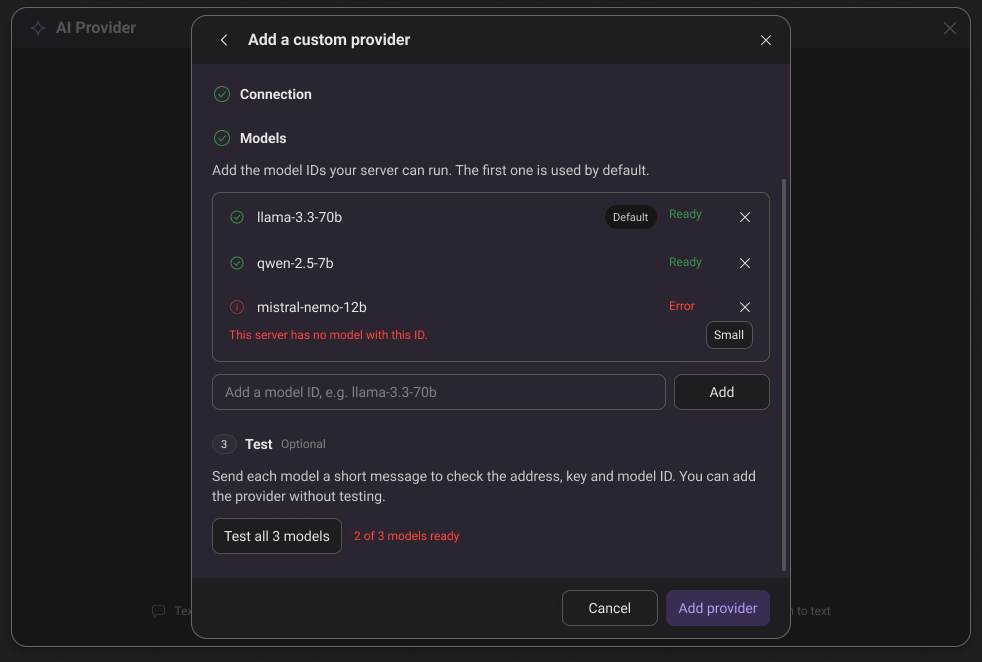 AI Provider
Add a custom provider
Connection
Models
Add the model IDs your server can run. The first one is used by default.
llama-3.3-70b Default Ready
qwen-2.5-7b Ready
mistral-nemo-12b Error
This server has no model with this ID. Small
Add a model ID, e.g. llama-3.3-70b Add
3 Test Optional
Send each model a short message to check the address, key and model ID. You can add
the provider without testing.
Test all 3 models 2 of 3 models ready
Cancel Add provider
to text